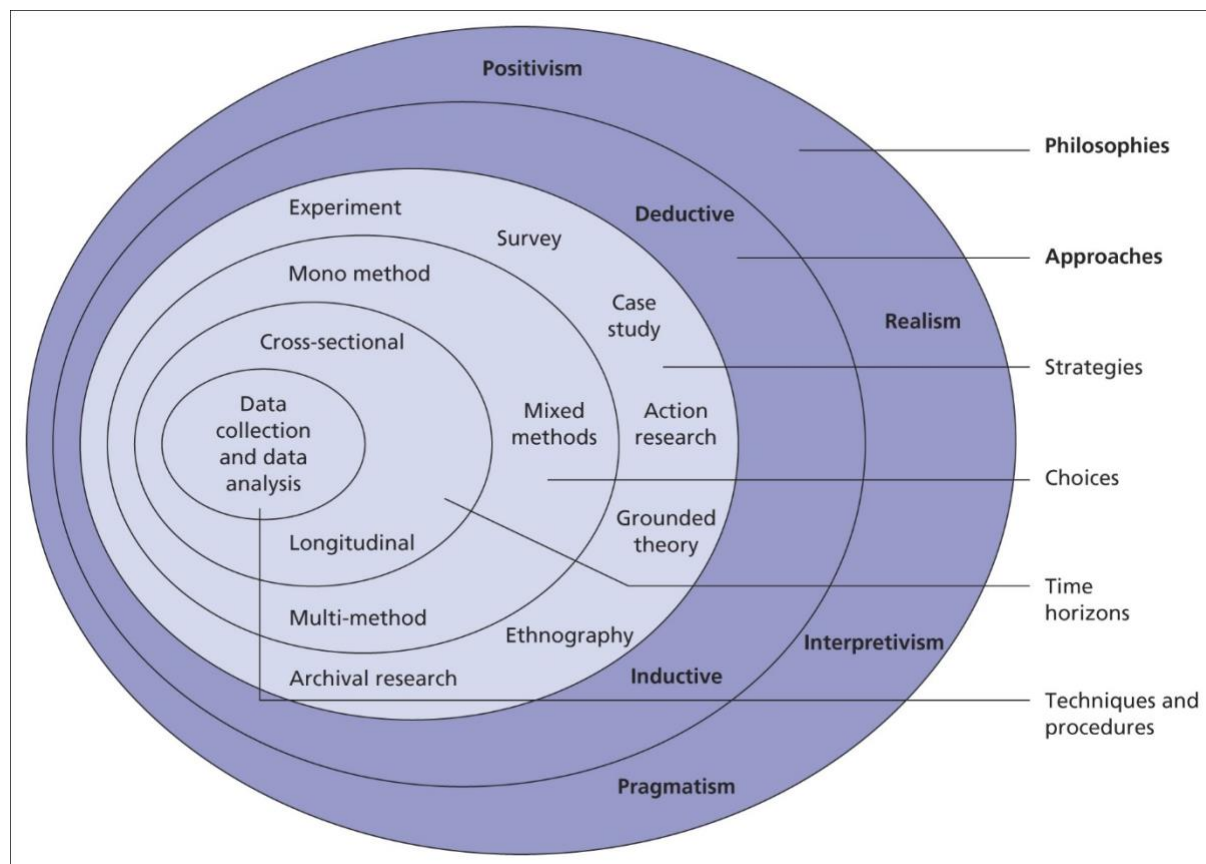 Positivism
Philosophies
Experiment
Deductive
Survey
Approaches
Mono method
Case
study
Realism
Cross-sectional
Strategies
Data
collection
and data
analysis
Mixed
methods
Action
research
Choices
Grounded
theory
Longitudinal
Time
horizons
Multi-method
Ethnography
Interpretivism
Archival research
Inductive
Techniques and
procedures
Pragmatism